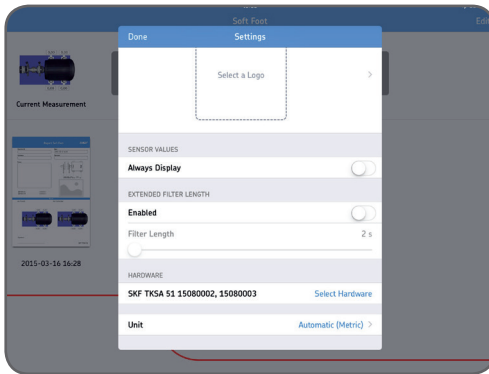 Soft Foot
Edi
Done
Settings
Select a Logo
Current Measurement
SENSOR VALUES
Always Display
EXTENDED FILTER LENGTH
Enabled
Filter Length
2 s
2015-03-16 16:28
HARDWARE
SKF TKSA 51 15080002, 15080003
Select Hardware
Unit
Automatic (Metric)